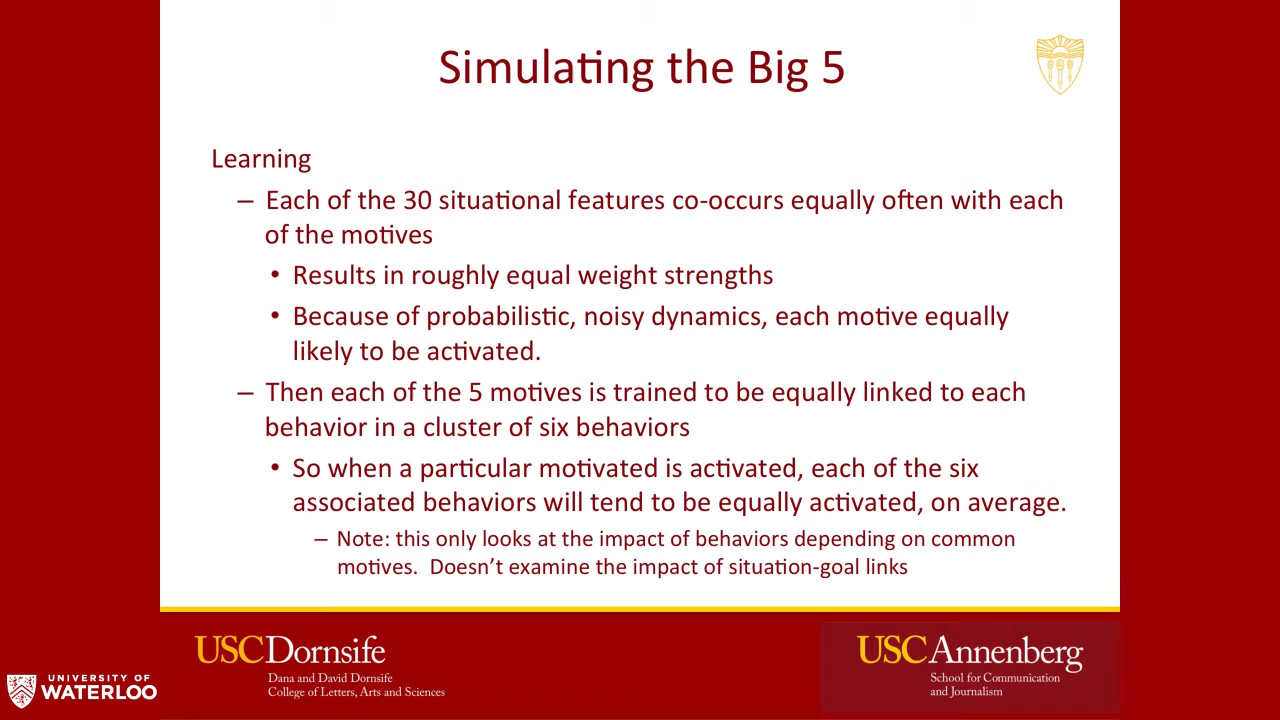 Simulating the Big 5
Learning
– Each of the 30 situational features co-occurs equally often with each
of the motives
• Results in roughly equal weight strengths
• Because of probabilistic, noisy dynamics, each motive equally
likely to be activated.
– Then each of the 5 motives is trained to be equally linked to each
behavior in a cluster of six behaviors
• So when a particular motivated is activated, each of the six
associated behaviors will tend to be equally activated, on average.
– Note: this only looks at the impact of behaviors depending on common
motives.  Doesn’t examine the impact of situation-goal links
USC Dornsife
Dana and David Dornsife
College of Letters, Arts and Sciences
USC Annenberg
School for Communication
and Journalism
UNIVERSITY OF
WATERLOO